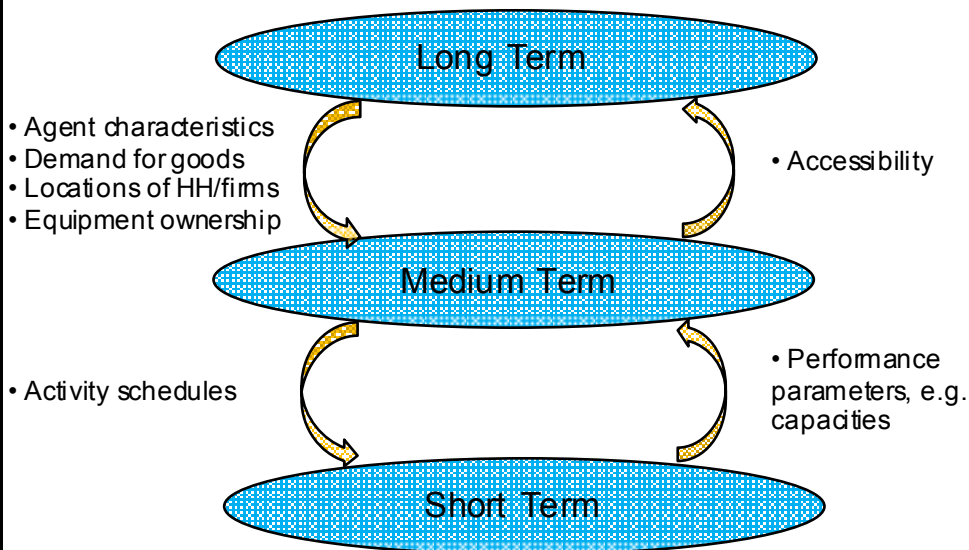 Long Term
• Agent characteristics
• Demand for goods
• Locations of HH/firms
• Equipment ownership
• Accessibility
Medium Term
• Activity schedules
• Performance
parameters, e.g.
capacities
Short Term